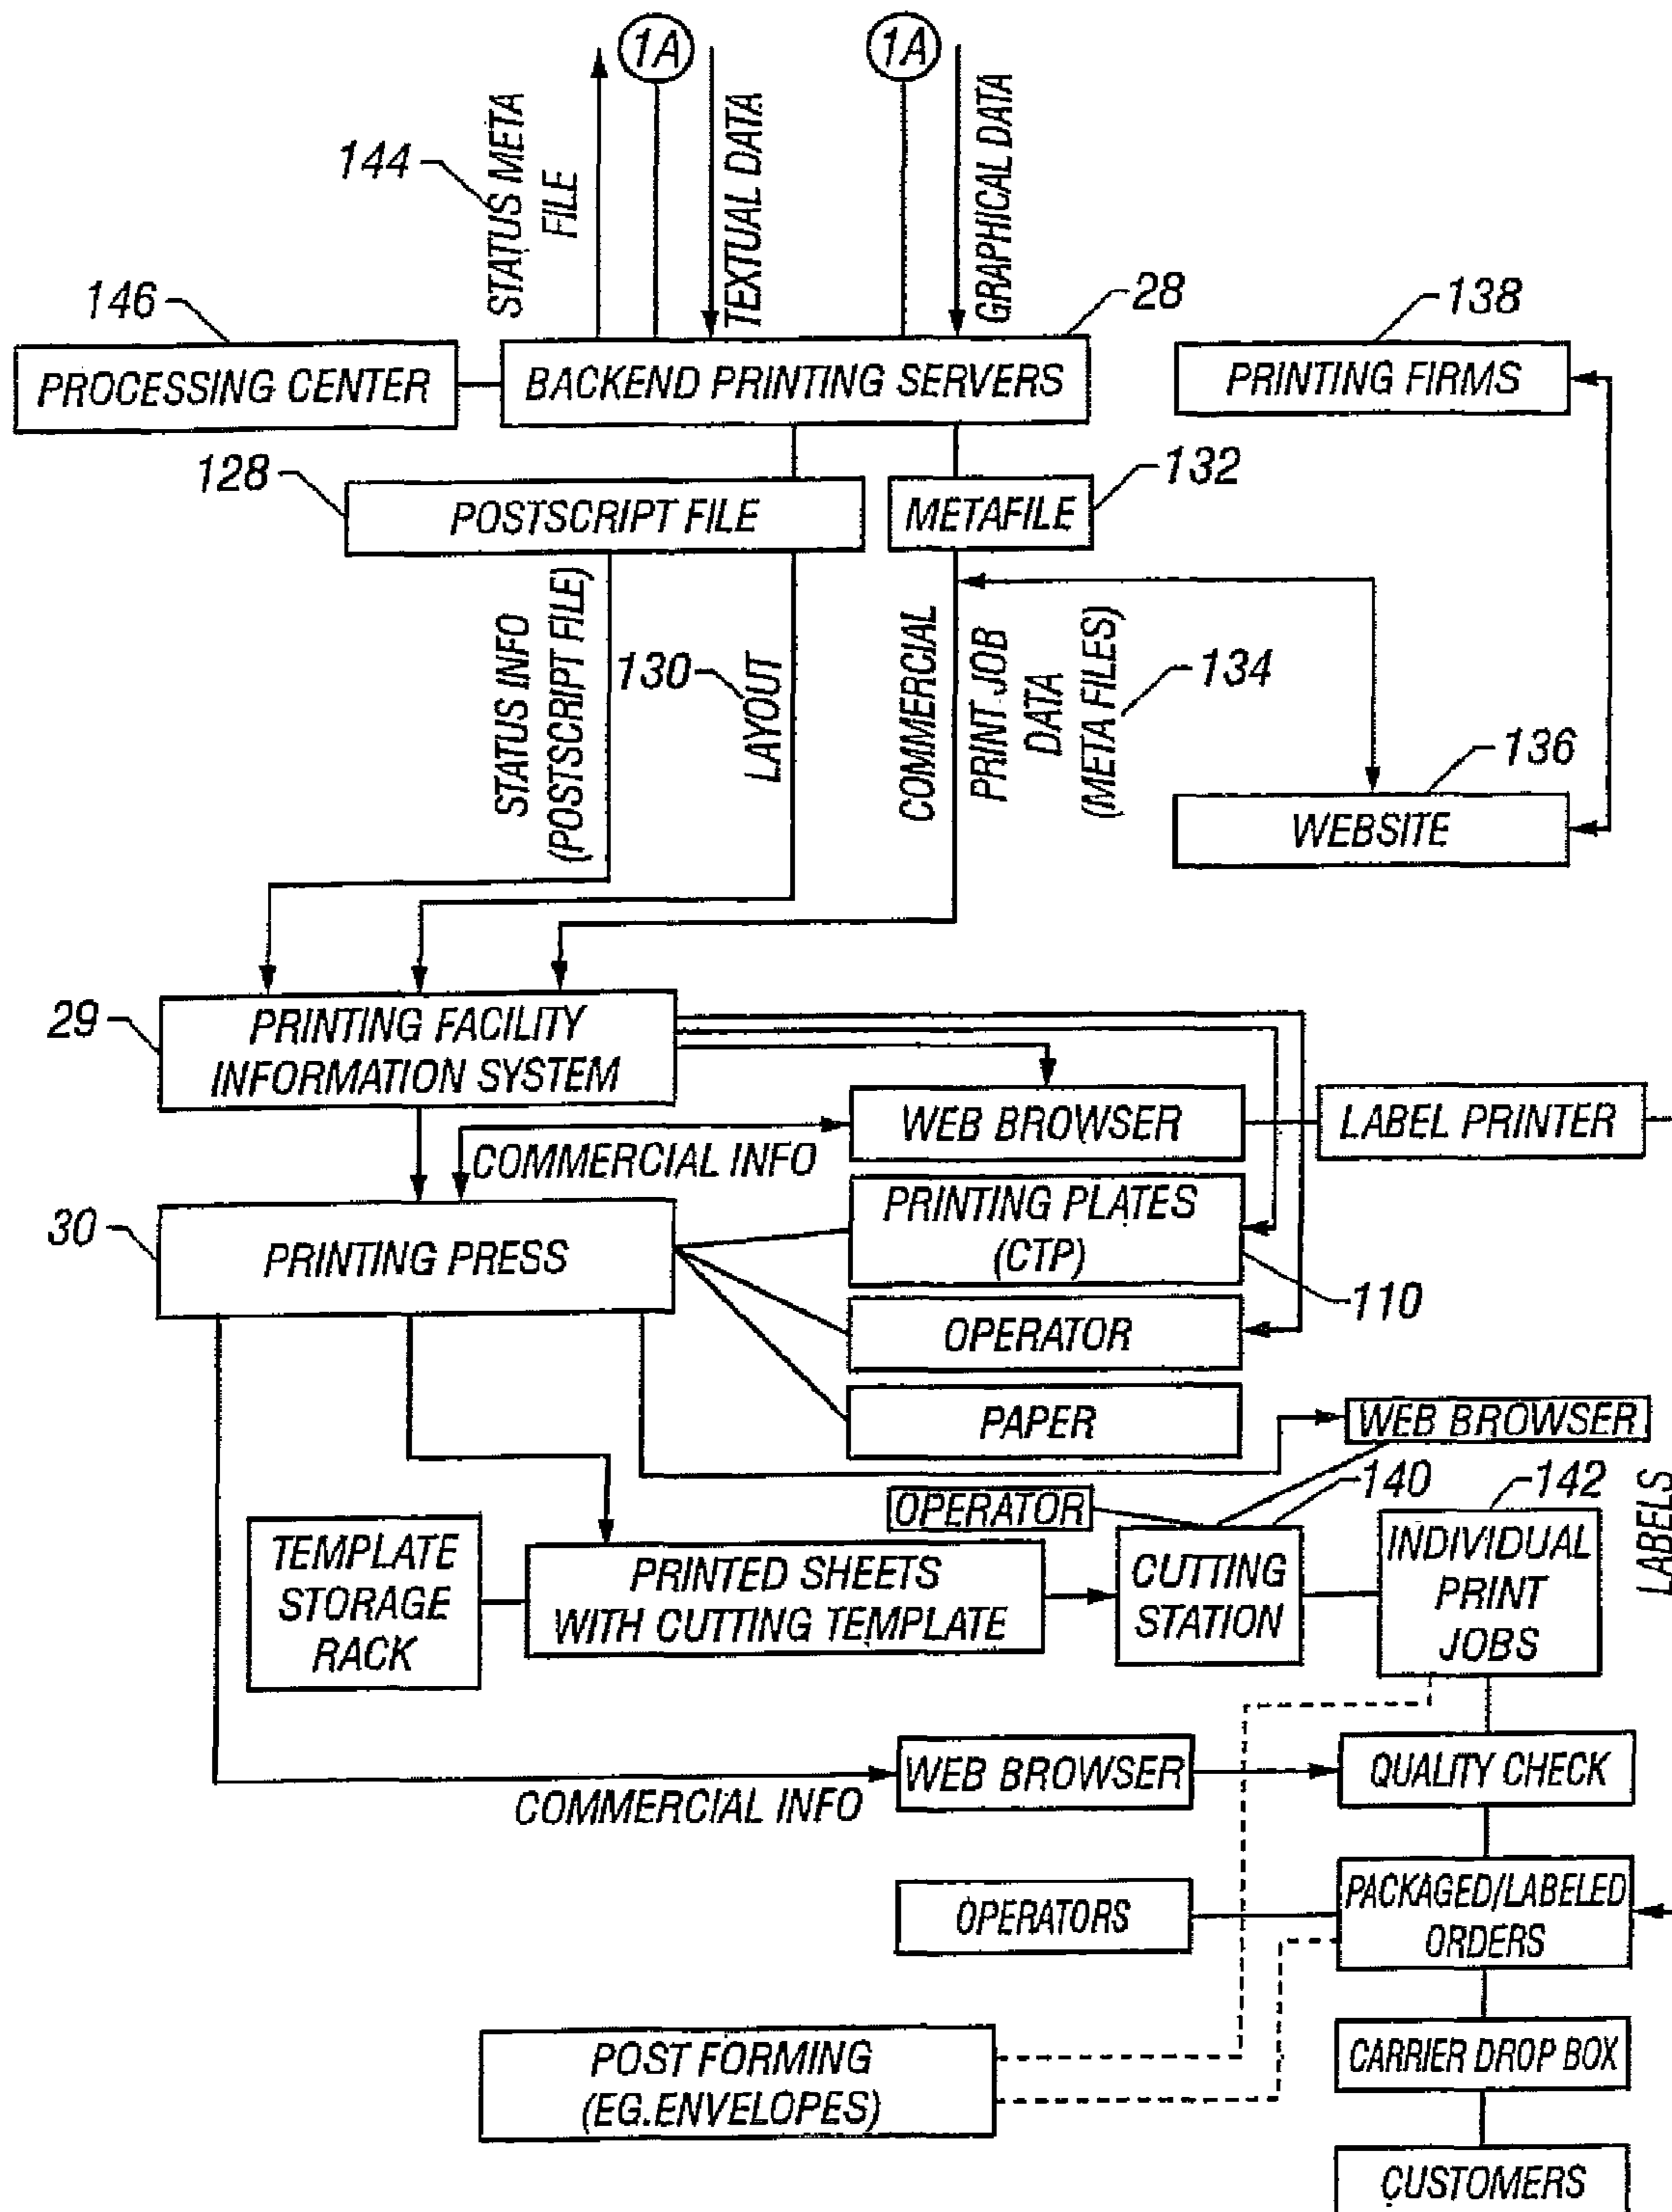 1A
1A
144
STATUS META
FILE
TEXTUAL DATA
GRAPHICAL DATA
146
28
138
PROCESSING CENTER
BACKEND PRINTING SERVERS
PRINTING FIRMS
128
132
POSTSCRIPT FILE
METAFILE
STATUS INFO
(POSTSCRIPT FILE)
130
LAYOUT
COMMERCIAL
PRINT JOB
DATA
(META FILES)
134
136
WEBSITE
29
PRINTING FACILITY
INFORMATION SYSTEM
WEB BROWSER
LABEL PRINTER
COMMERCIAL INFO
30
PRINTING PRESS
PRINTING PLATES
(CTP)
110
OPERATOR
PAPER
WEB BROWSER
OPERATOR
140
142
LABELS
TEMPLATE
STORAGE
RACK
PRINTED SHEETS
WITH CUTTING TEMPLATE
CUTTING
STATION
INDIVIDUAL
PRINT
JOBS
WEB BROWSER
QUALITY CHECK
COMMERCIAL INFO
OPERATORS
PACKAGED/LABELED
ORDERS
POST FORMING
(EG.ENVELOPES)
CARRIER DROP BOX
CUSTOMERS